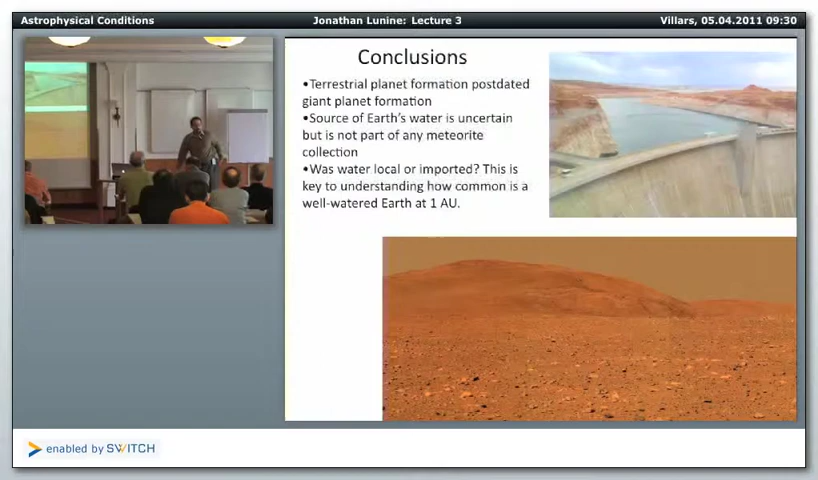 Astrophysical Conditions
Jonathan Lunine: Lecture 3
Villars, 05.04.2011 09:30
Conclusions
•Terrestrial planet formation postdated
giant planet formation
•Source of Earth's water is uncertain
but is not part of any meteorite
collection
•Was water local or imported? This is
key to understanding how common is a
well-watered Earth at 1 AU.
enabled by SWITCH